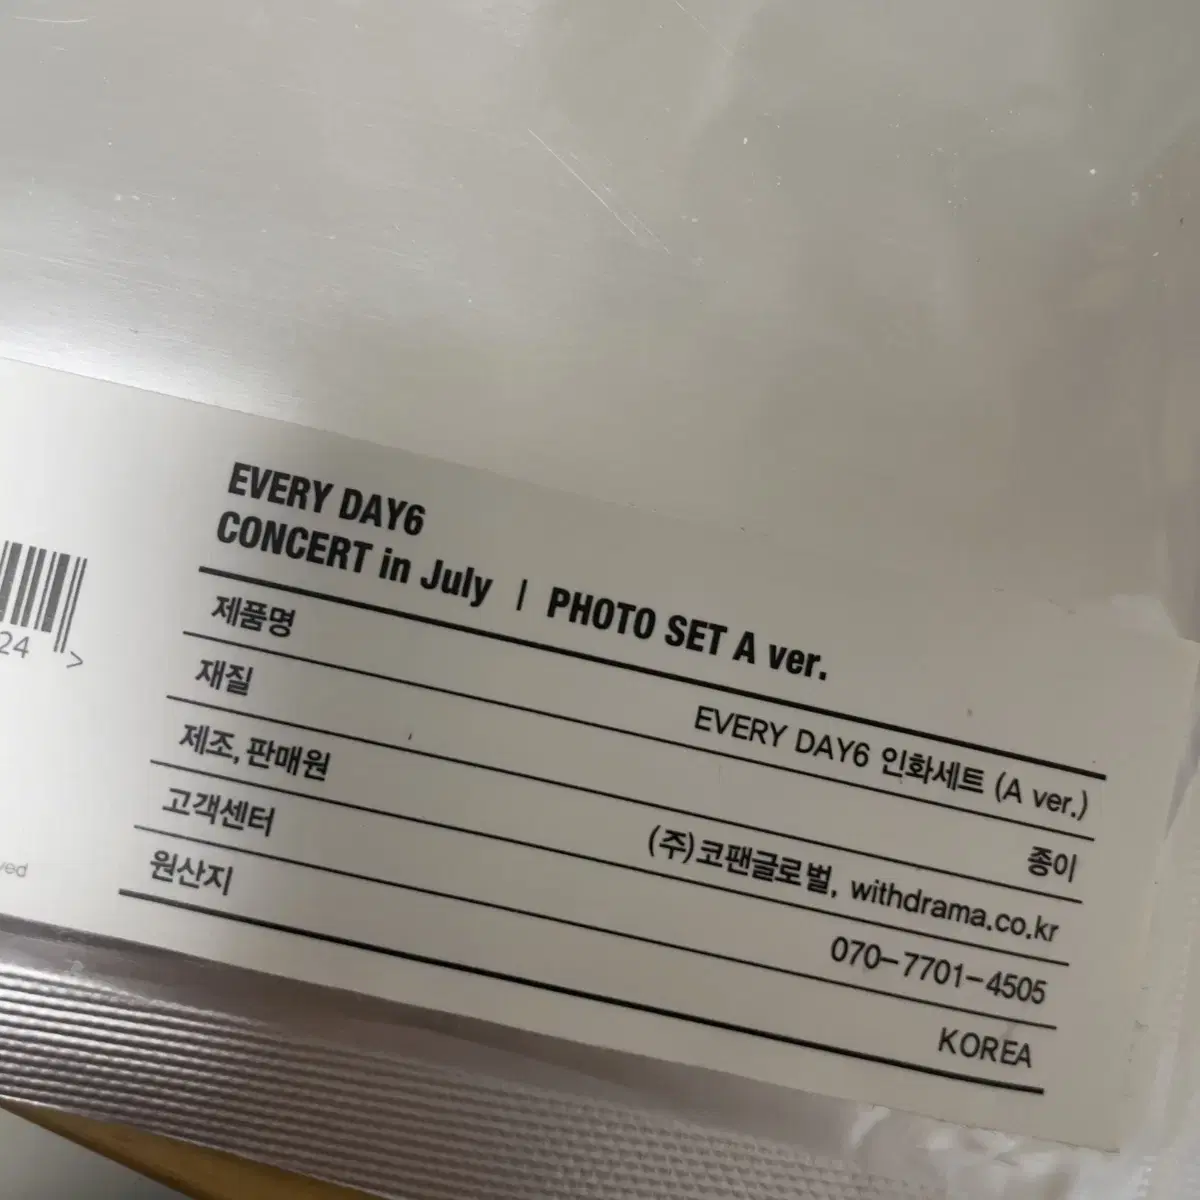 EVERY DAY6
CONCERT in July | PHOTO SET A ver.
제품명 EVERY DAY6 인화세트 (A ver.)
재질 종이
제조, 판매원 (주)코팬글로벌, withdrama.co.kr
고객센터 070-7701-4505
원산지 KOREA
24 >
ved